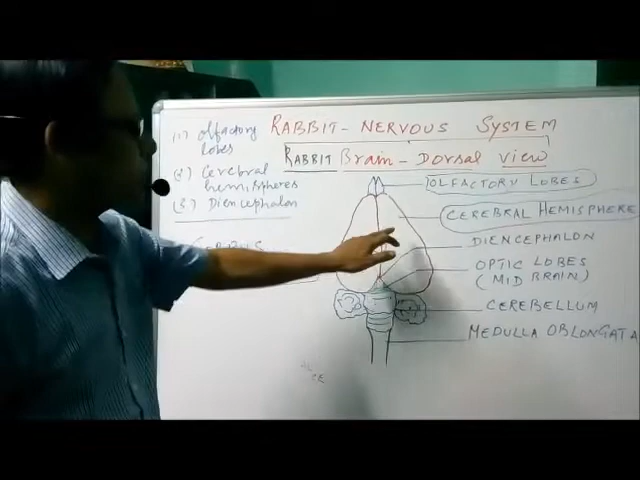 RABBIT - NERVOUS SYSTEM
RABBIT Brain - DORSAL view
(1) Olfactory
lobes
(2) Cerebral
hemispheres
(3) Diencephalon
OLFACTORY LOBES
CEREBRAL HEMISPHERE
DIENCEPHALON
OPTIC LOBES
(MID BRAIN)
CEREBELLUM
MEDULLA OBLONGATA